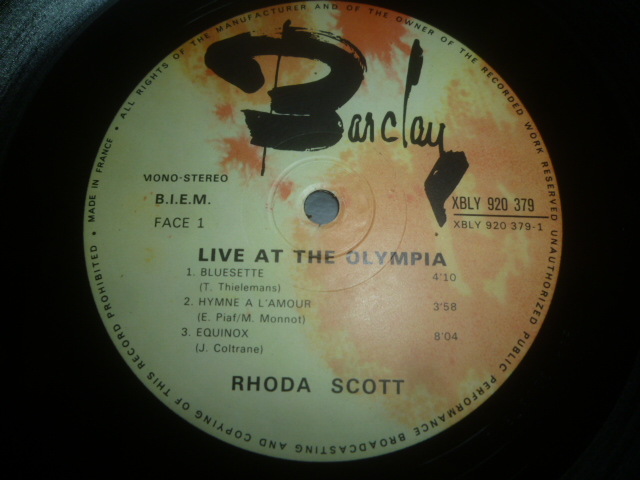 Barclay
MONO-STEREO
B.I.E.M.
FACE 1
XBLY 920 379
XBLY 920 379-1
LIVE AT THE OLYMPIA
1. BLUESETTE 4'10
(T. Thielemans)
2. HYMNE A L'AMOUR 3'58
(E. Piaf/M. Monnot)
3. EQUINOX 8'04
(J. Coltrane)
RHODA SCOTT
• MADE IN FRANCE • ALL RIGHTS OF THE MANUFACTURER AND OF THE OWNER OF THE RECORDED WORK RESERVED UNAUTHORIZED PUBLIC PERFORMANCE BROADCASTING AND COPYING OF THIS RECORD PROHIBITED